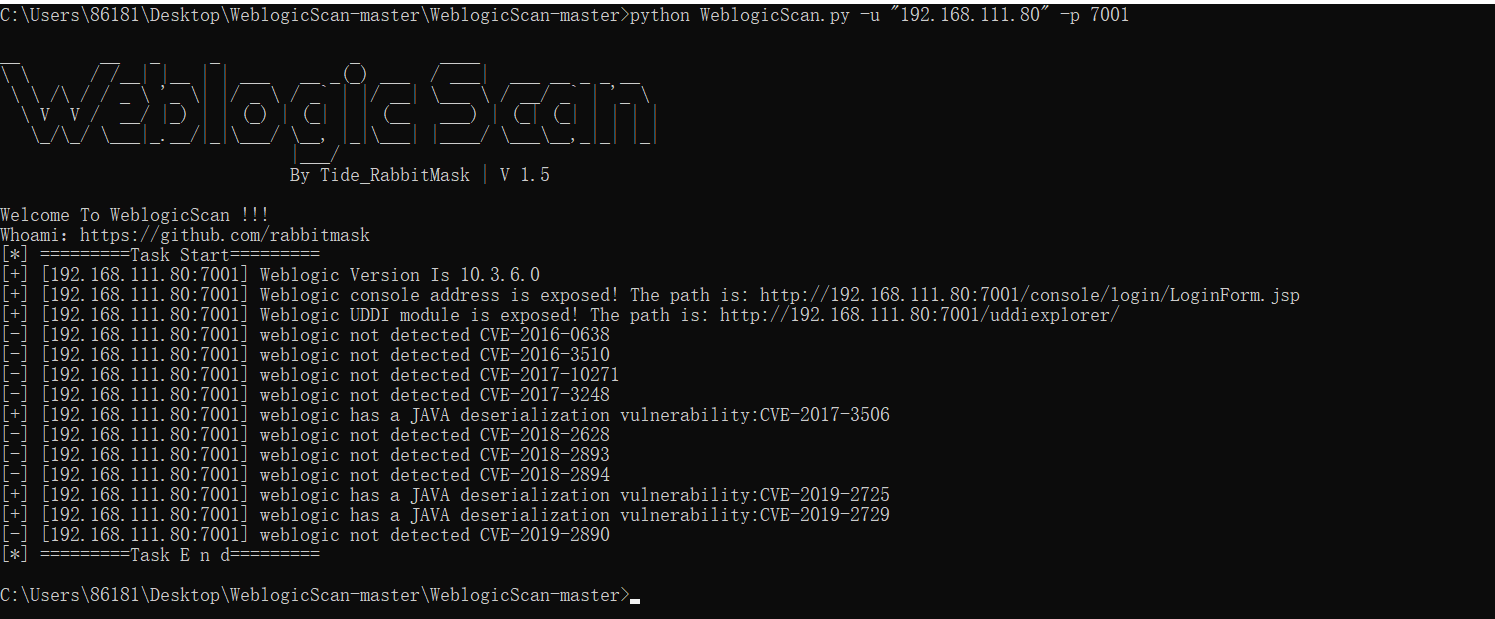 C:\Users\86181\Desktop\WeblogicScan-master\WeblogicScan-master>python WeblogicScan.py -u "192.168.111.80" -p 7001
Weblogic Scan
By Tide_RabbitMask | V 1.5
Welcome To WeblogicScan !!!
Whoami: https://github.com/rabbitmask
[*] =========Task Start=========
[+] [192.168.111.80:7001] Weblogic Version Is 10.3.6.0
[+] [192.168.111.80:7001] Weblogic console address is exposed! The path is: http://192.168.111.80:7001/console/login/LoginForm.jsp
[+] [192.168.111.80:7001] Weblogic UDDI module is exposed! The path is: http://192.168.111.80:7001/uddiexplorer/
[-] [192.168.111.80:7001] weblogic not detected CVE-2016-0638
[-] [192.168.111.80:7001] weblogic not detected CVE-2016-3510
[-] [192.168.111.80:7001] weblogic not detected CVE-2017-10271
[-] [192.168.111.80:7001] weblogic not detected CVE-2017-3248
[+] [192.168.111.80:7001] weblogic has a JAVA deserialization vulnerability:CVE-2017-3506
[-] [192.168.111.80:7001] weblogic not detected CVE-2018-2628
[-] [192.168.111.80:7001] weblogic not detected CVE-2018-2893
[-] [192.168.111.80:7001] weblogic not detected CVE-2018-2894
[+] [192.168.111.80:7001] weblogic has a JAVA deserialization vulnerability:CVE-2019-2725
[+] [192.168.111.80:7001] weblogic has a JAVA deserialization vulnerability:CVE-2019-2729
[-] [192.168.111.80:7001] weblogic not detected CVE-2019-2890
[*] =========Task E n d=========
C:\Users\86181\Desktop\WeblogicScan-master\WeblogicScan-master>